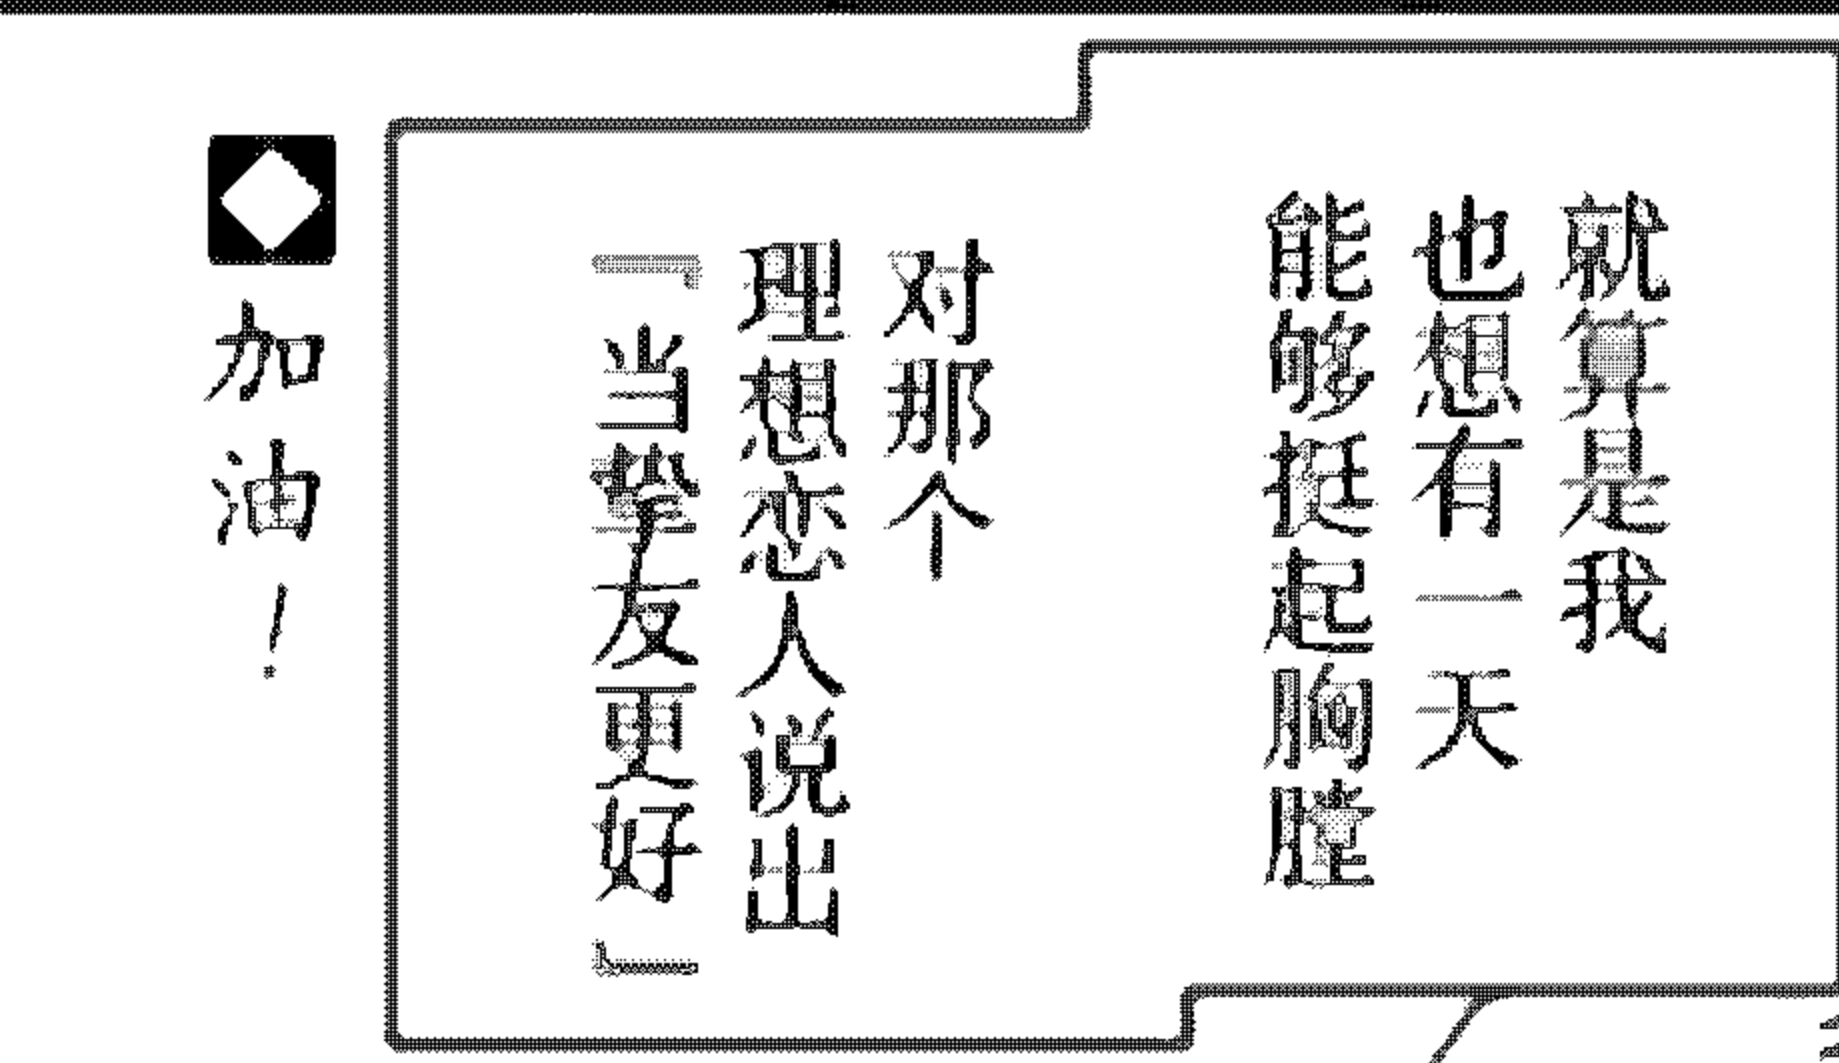 就算是我
也想有一天
能够挺起胸膛
对那个
理想恋人说出
「当挚友更好」
加油！